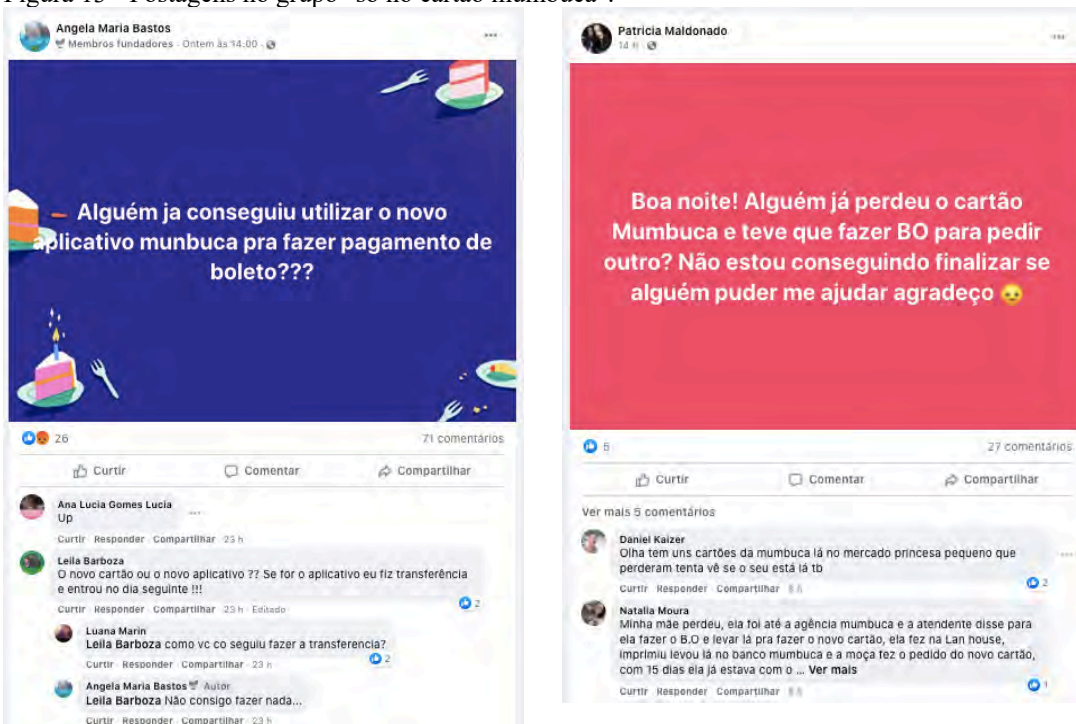 Figura 13 - Postagens no grupo "só no cartão mumbuca".
Angela Maria Bastos
Membros fundadores · Ontem às 14:00 ·
Alguém ja conseguiu utilizar o novo
aplicativo munbuca pra fazer pagamento de
boleto???
26
71 comentários
Curtir Comentar Compartilhar
Ana Lucia Gomes Lucia
Up
Curtir Responder Compartilhar 23 h
Leila Barboza
O novo cartão ou o novo aplicativo ?? Se for o aplicativo eu fiz transferência
e entrou no dia seguinte !!!
2
Curtir Responder Compartilhar 23 h Editado
Luana Marin
Leila Barboza como vc co seguiu fazer a transferencia?
2
Curtir Responder Compartilhar 23 h
Angela Maria Bastos Autor
Leila Barboza Não consigo fazer nada...
Curtir Responder Compartilhar 23 h
Patricia Maldonado
14 h ·
Boa noite! Alguém já perdeu o cartão
Mumbuca e teve que fazer BO para pedir
outro? Não estou conseguindo finalizar se
alguém puder me ajudar agradeço 🥺
5
27 comentários
Curtir Comentar Compartilhar
Ver mais 5 comentários
Daniel Kaizer
Olha tem uns cartões da mumbuca lá no mercado princesa pequeno que
perderam tenta vê se o seu está lá tb
2
Curtir Responder Compartilhar
Natalia Moura
Minha mãe perdeu, ela foi até a agência mumbuca e a atendente disse para
ela fazer o B.O e levar lá pra fazer o novo cartão, ela fez na Lan house,
imprimiu levou lá no banco mumbuca e a moça fez o pedido do novo cartão,
com 15 dias ela já estava com o ... Ver mais
1
Curtir Responder Compartilhar